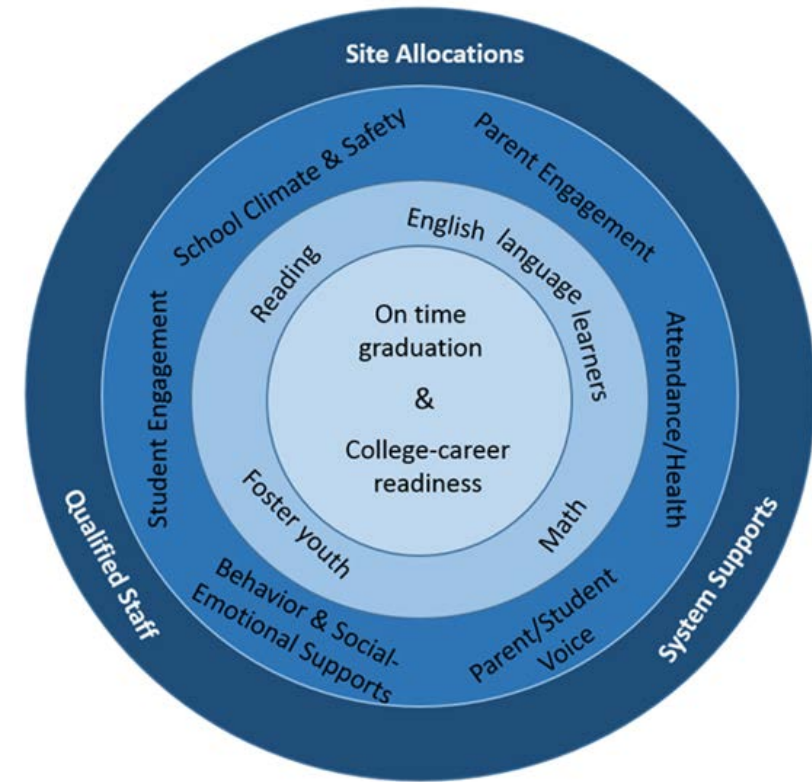 Site Allocations
School Climate & Safety
Parent Engagement
English language learners
Reading
On time
graduation
&
College-career
readiness
Student Engagement
Attendance/Health
Foster youth
Math
Qualified Staff
System Supports
Behavior & Social-
Emotional Supports
Parent/Student
Voice